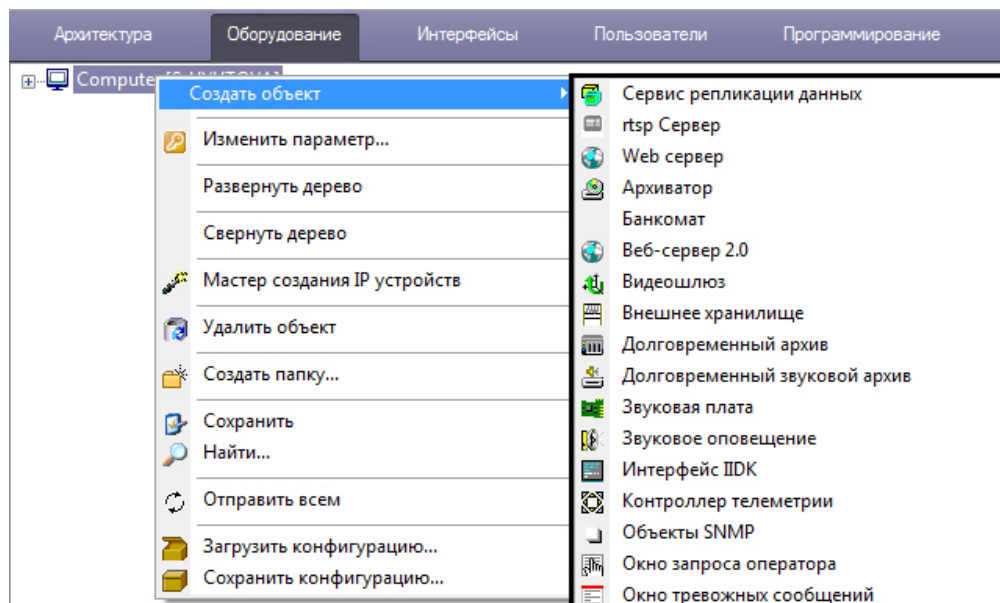 Архитектура Оборудование Интерфейсы Пользователи Программирование
Computer
Создать объект
Изменить параметр...
Развернуть дерево
Свернуть дерево
Мастер создания IP устройств
Удалить объект
Создать папку...
Сохранить
Найти...
Отправить всем
Загрузить конфигурацию...
Сохранить конфигурацию...
Сервис репликации данных
rtsp Сервер
Web сервер
Архиватор
Банкомат
Веб-сервер 2.0
Видеошлюз
Внешнее хранилище
Долговременный архив
Долговременный звуковой архив
Звуковая плата
Звуковое оповещение
Интерфейс IIDK
Контроллер телеметрии
Объекты SNMP
Окно запроса оператора
Окно тревожных сообщений